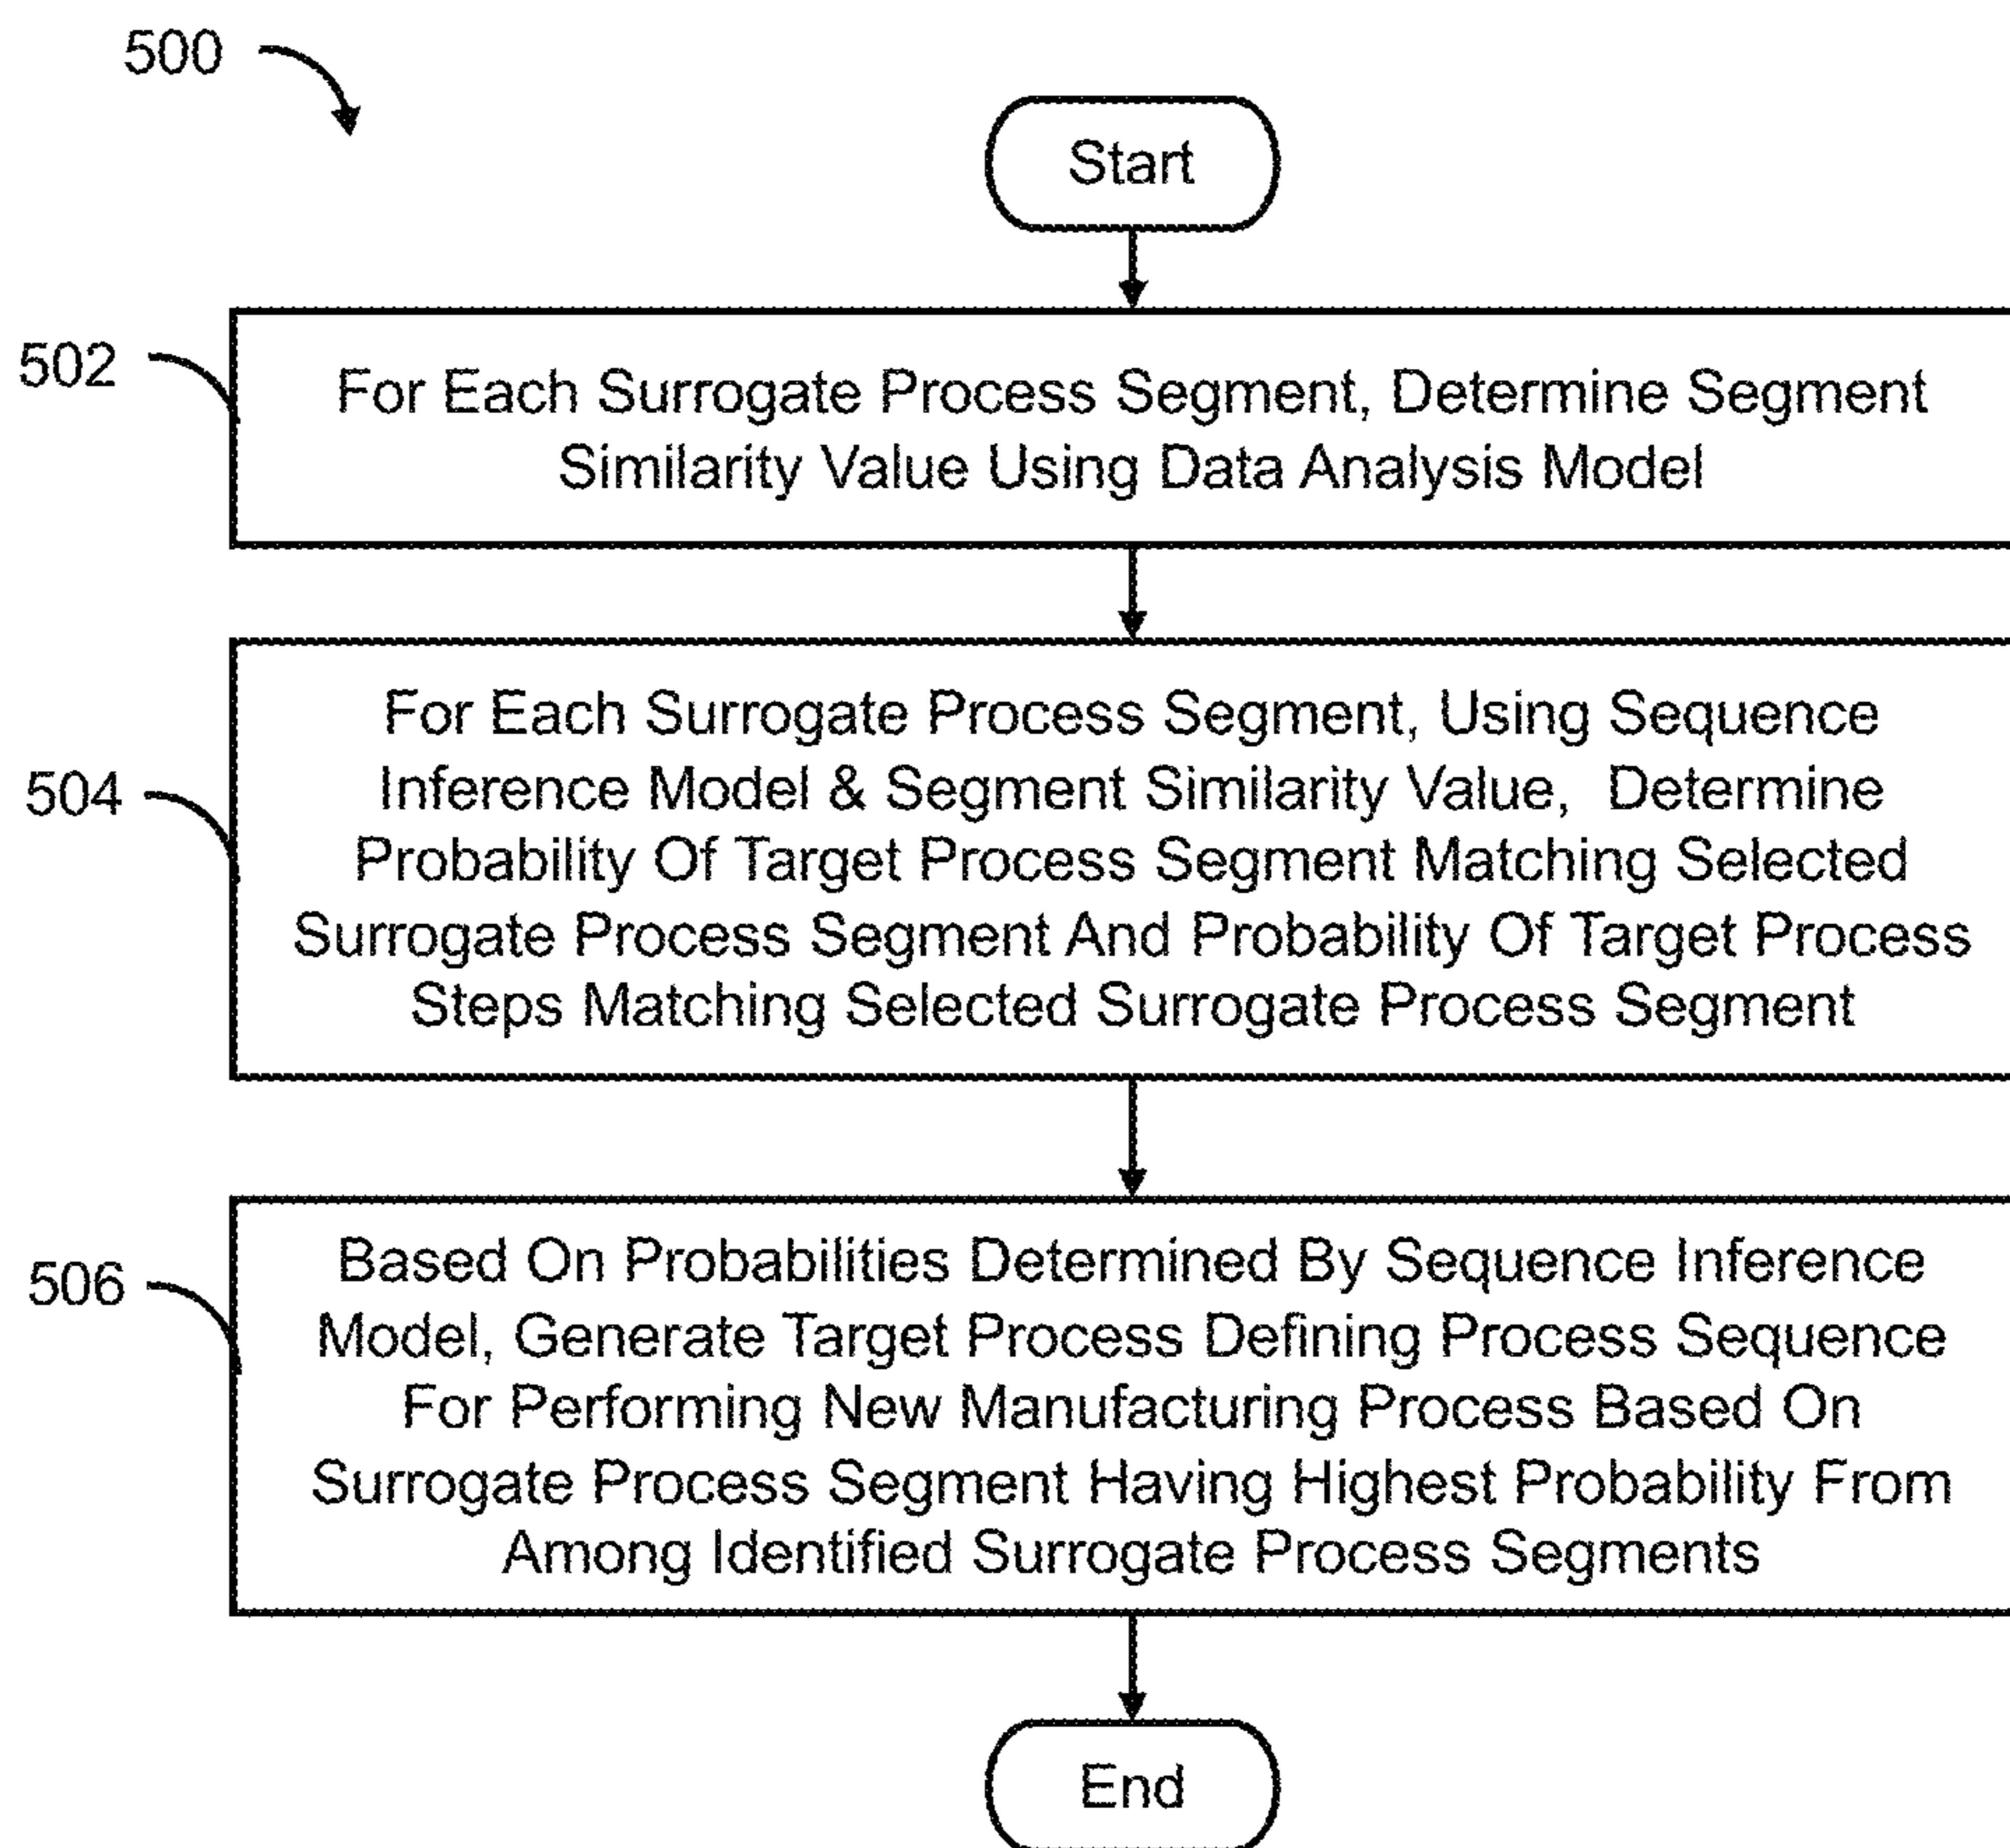 500
Start
502
For Each Surrogate Process Segment, Determine Segment
Similarity Value Using Data Analysis Model
504
For Each Surrogate Process Segment, Using Sequence
Inference Model & Segment Similarity Value, Determine
Probability Of Target Process Segment Matching Selected
Surrogate Process Segment And Probability Of Target Process
Steps Matching Selected Surrogate Process Segment
506
Based On Probabilities Determined By Sequence Inference
Model, Generate Target Process Defining Process Sequence
For Performing New Manufacturing Process Based On
Surrogate Process Segment Having Highest Probability From
Among Identified Surrogate Process Segments
End